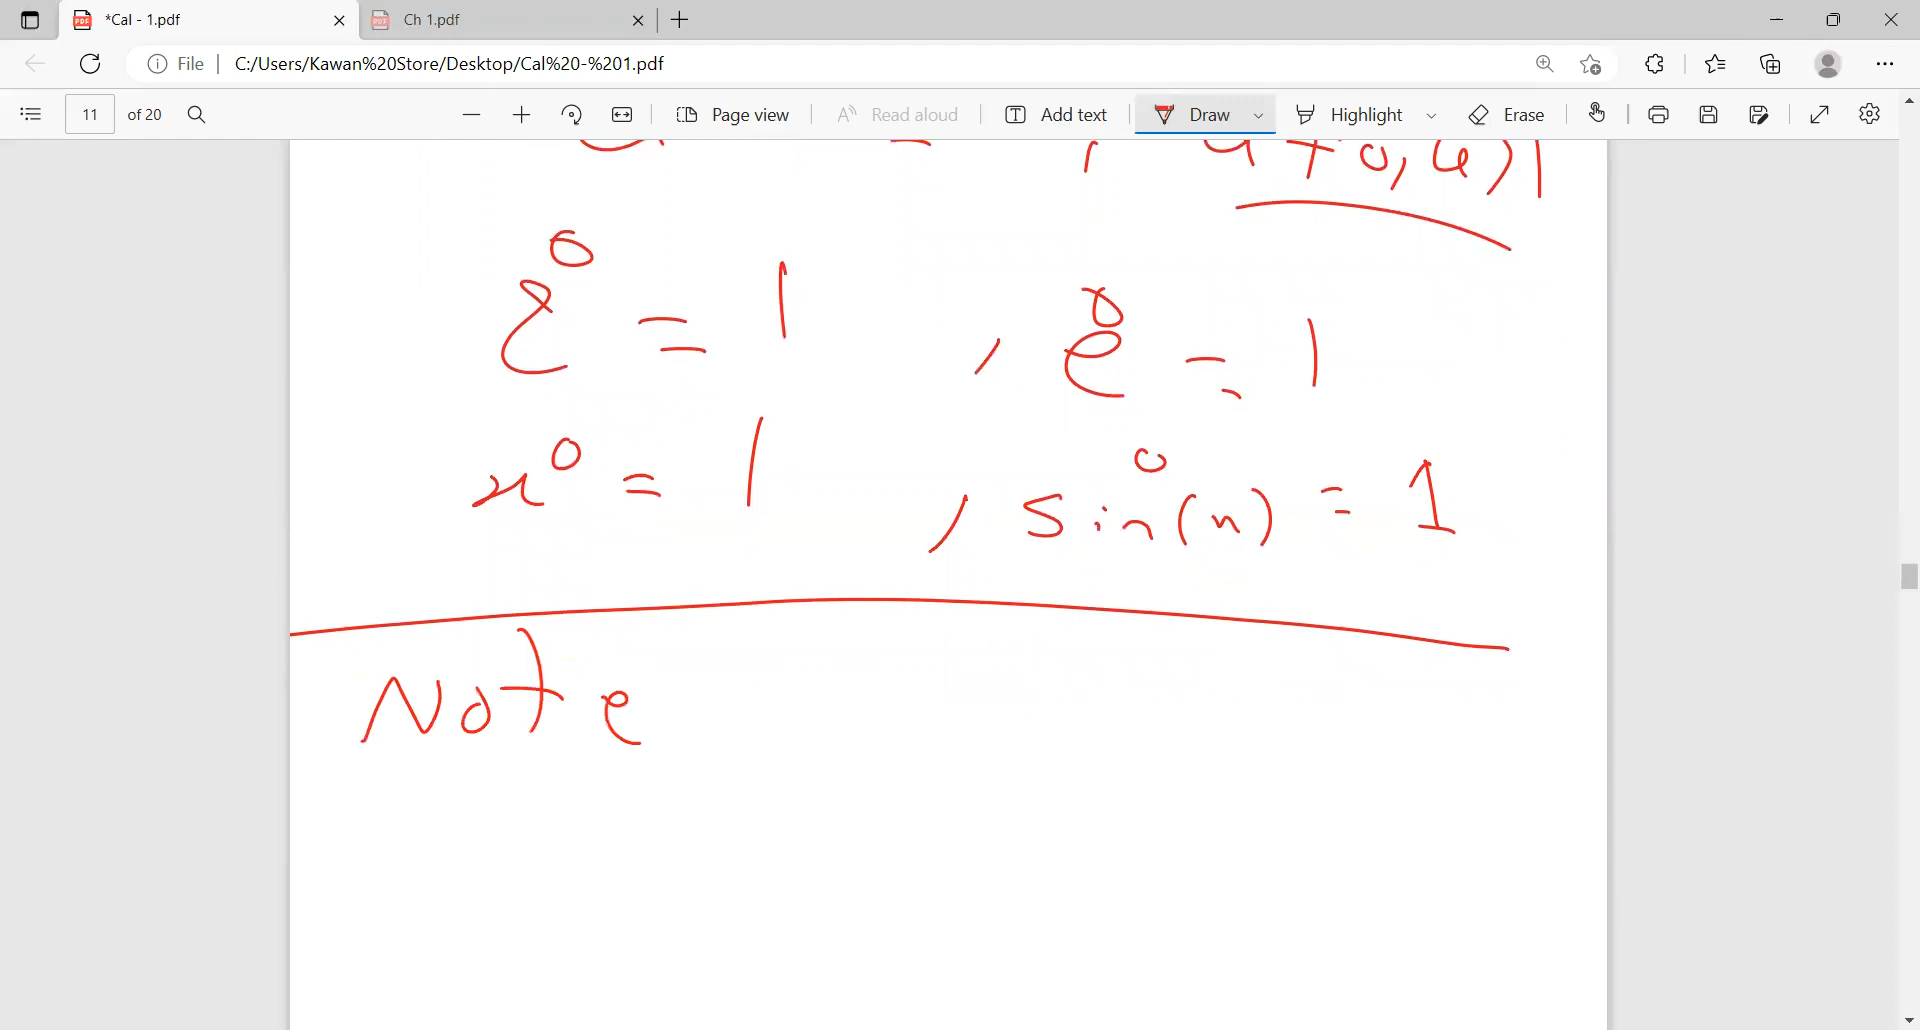 *Cal - 1.pdf
Ch 1.pdf
File
C:/Users/Kawan%20Store/Desktop/Cal%20-%201.pdf
11 of 20
Page view
Read aloud
Add text
Draw
Highlight
Erase
= 1 , e⁰ = 1
x⁰ = 1 , sin⁰(x) = 1
Note